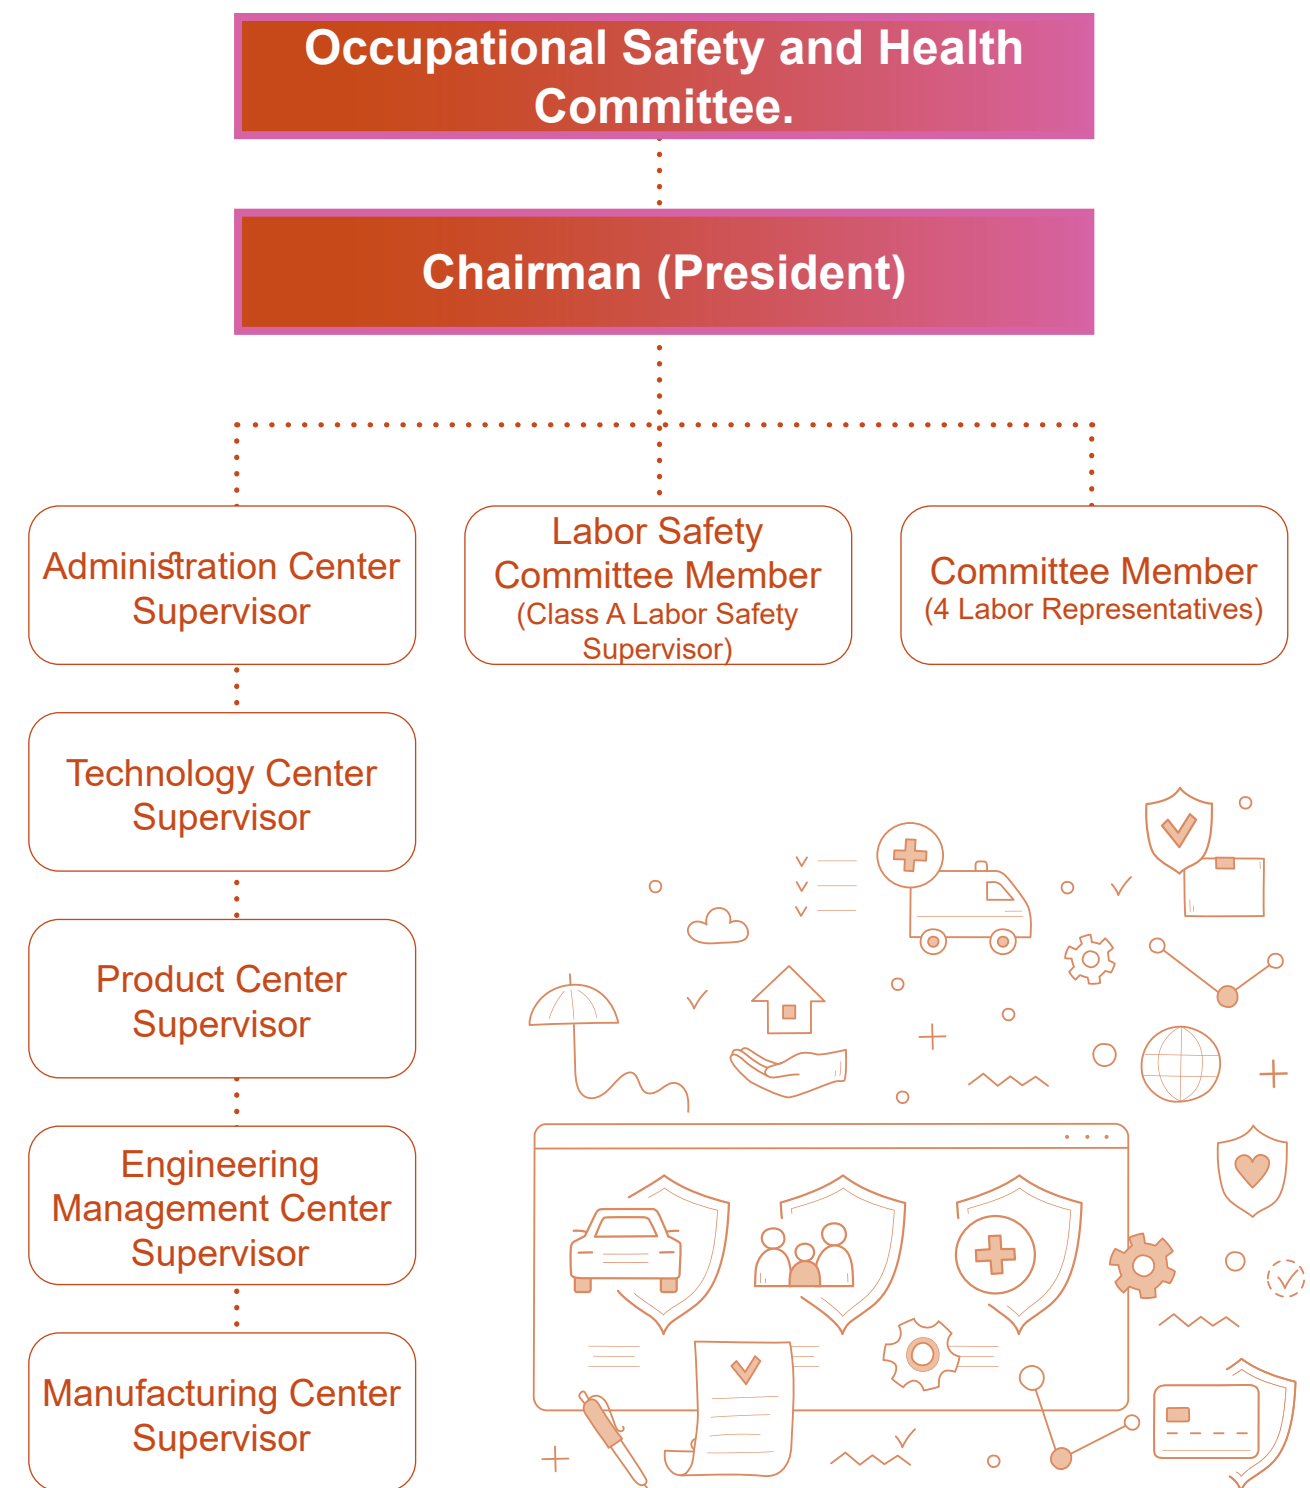 Occupational Safety and Health
Committee.
Chairman (President)
Administration Center
Supervisor
Labor Safety
Committee Member
(Class A Labor Safety
Supervisor)
Committee Member
(4 Labor Representatives)
Technology Center
Supervisor
Product Center
Supervisor
Engineering
Management Center
Supervisor
Manufacturing Center
Supervisor